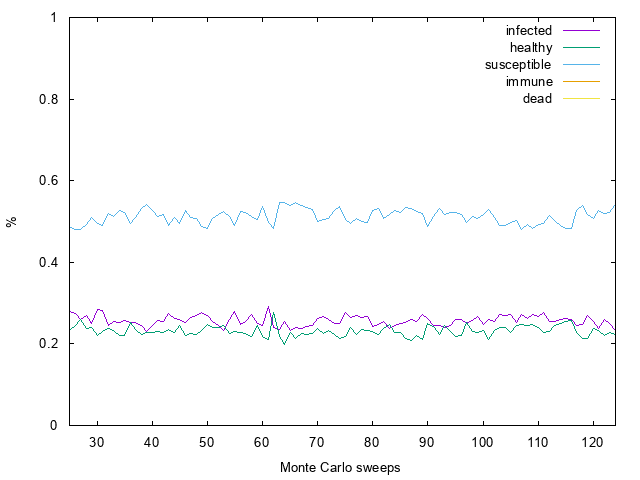 1
0.8
0.6
0.4
0.2
0
%
infected
healthy
susceptible
immune
dead
30 40 50 60 70 80 90 100 110 120
Monte Carlo sweeps